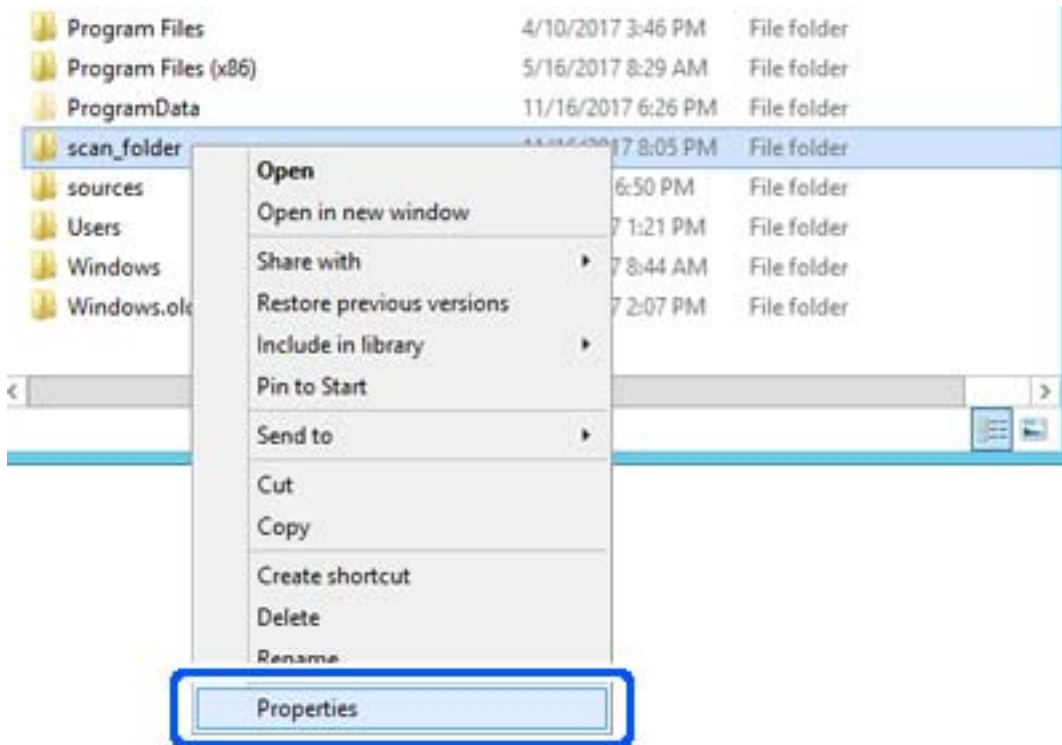 Program Files 4/10/2017 3:46 PM File folder
Program Files (x86) 5/16/2017 8:29 AM File folder
ProgramData 11/16/2017 6:26 PM File folder
scan_folder 8:05 PM File folder
sources 6:50 PM File folder
Users 1:21 PM File folder
Windows 8:44 AM File folder
Windows.old 2:07 PM File folder
Open
Open in new window
Share with
Restore previous versions
Include in library
Pin to Start
Send to
Cut
Copy
Create shortcut
Delete
Rename
Properties